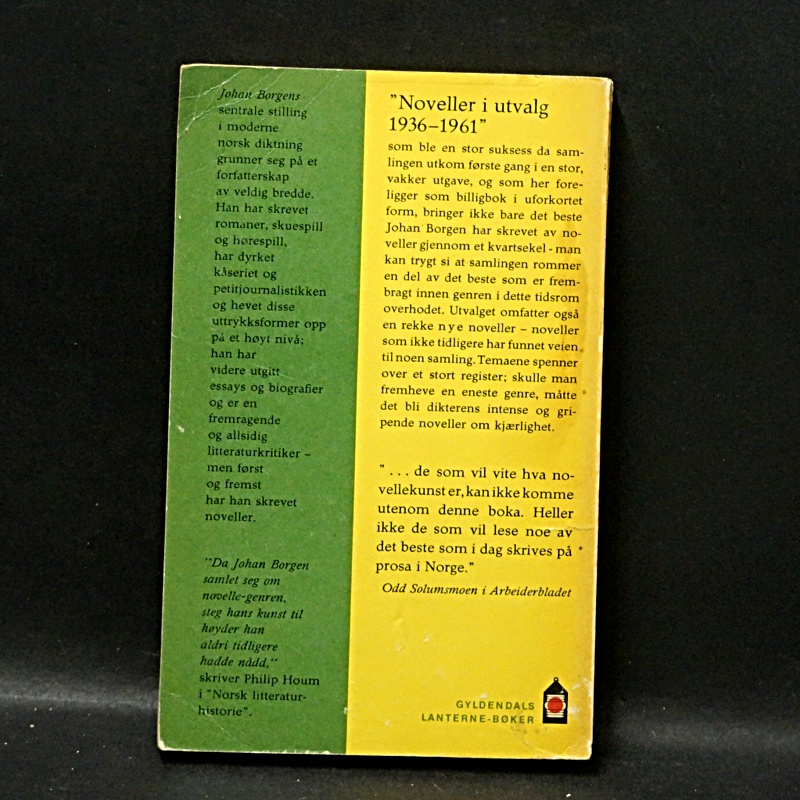 Johan Borgens
sentrale stilling
i moderne
norsk diktning
grunner seg på et
forfatterskap
av veldig bredde.
Han har skrevet
romaner, skuespill
og hørespill,
har dyrket
kåseriet og
petitjournalistikken
og hevet disse
uttrykksformer opp
på et høyt nivå;
han har
videre utgitt
essays og biografier
og er en
fremragende
og allsidig
litteraturkritiker –
men først
og fremst
har han skrevet
noveller.
"Da Johan Borgen
samlet seg om
novelle-genren,
steg hans kunst til
høyder han
aldri tidligere
hadde nådd,"
skriver Philip Houm
i "Norsk litteratur-
historie".
"Noveller i utvalg
1936–1961"
som ble en stor suksess da sam-
lingen utkom første gang i en stor,
vakker utgave, og som her fore-
ligger som billigbok i uforkortet
form, bringer ikke bare det beste
Johan Borgen har skrevet av no-
veller gjennom et kvartsekel - man
kan trygt si at samlingen rommer
en del av det beste som er frem-
bragt innen genren i dette tidsrom
overhodet. Utvalget omfatter også
en rekke nye noveller – noveller
som ikke tidligere har funnet veien
til noen samling. Temaene spenner
over et stort register; skulle man
fremheve en eneste genre, måtte
det bli dikterens intense og gri-
pende noveller om kjærlighet.
"... de som vil vite hva no-
vellekunst er, kan ikke komme
utenom denne boka. Heller
ikke de som vil lese noe av
det beste som i dag skrives på
prosa i Norge."
Odd Solumsmoen i Arbeiderbladet
GYLDENDALS
LANTERNE-BØKER